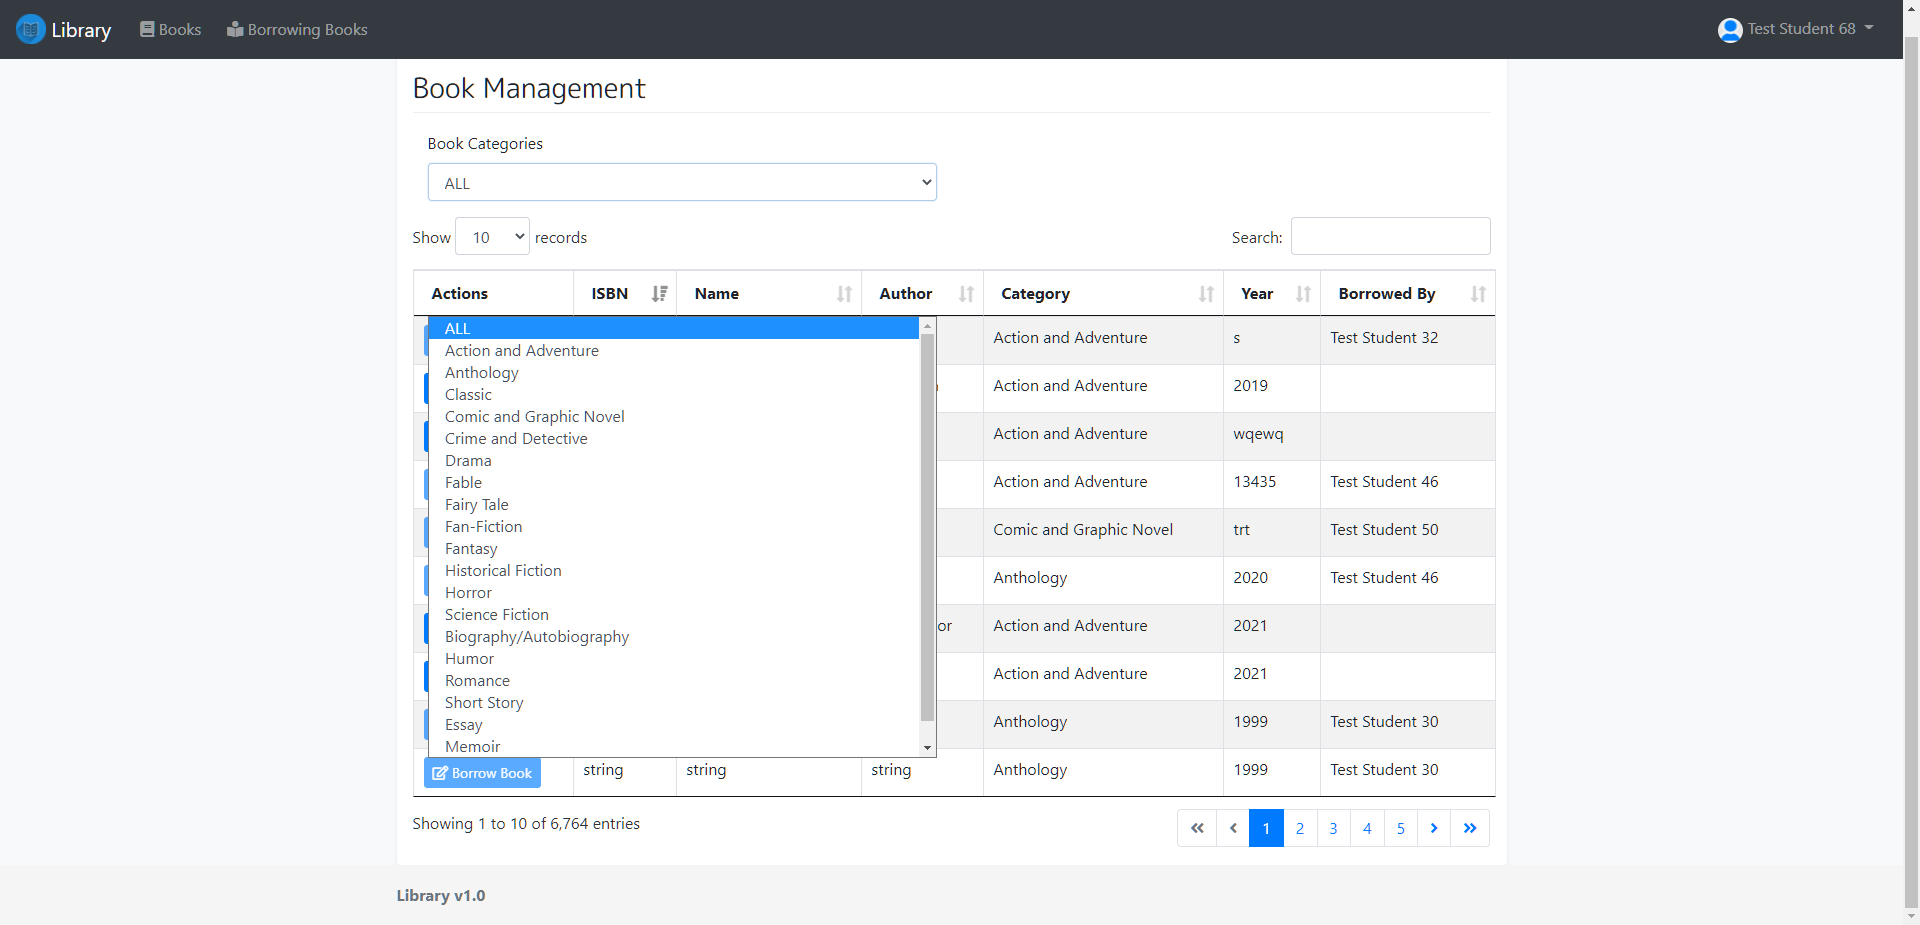 Library Books Borrowing Books Test Student 68
Book Management
Book Categories
ALL
Show 10 records Search:
Actions ISBN Name Author Category Year Borrowed By
ALL
Action and Adventure
Anthology
Classic
Comic and Graphic Novel
Crime and Detective
Drama
Fable
Fairy Tale
Fan-Fiction
Fantasy
Historical Fiction
Horror
Science Fiction
Biography/Autobiography
Humor
Romance
Short Story
Essay
Memoir
Action and Adventure s Test Student 32
Action and Adventure 2019
Action and Adventure wqewq
Action and Adventure 13435 Test Student 46
Comic and Graphic Novel trt Test Student 50
Anthology 2020 Test Student 46
or Action and Adventure 2021
Action and Adventure 2021
Anthology 1999 Test Student 30
Borrow Book string string string Anthology 1999 Test Student 30
Showing 1 to 10 of 6,764 entries
« ‹ 1 2 3 4 5 › »
Library v1.0